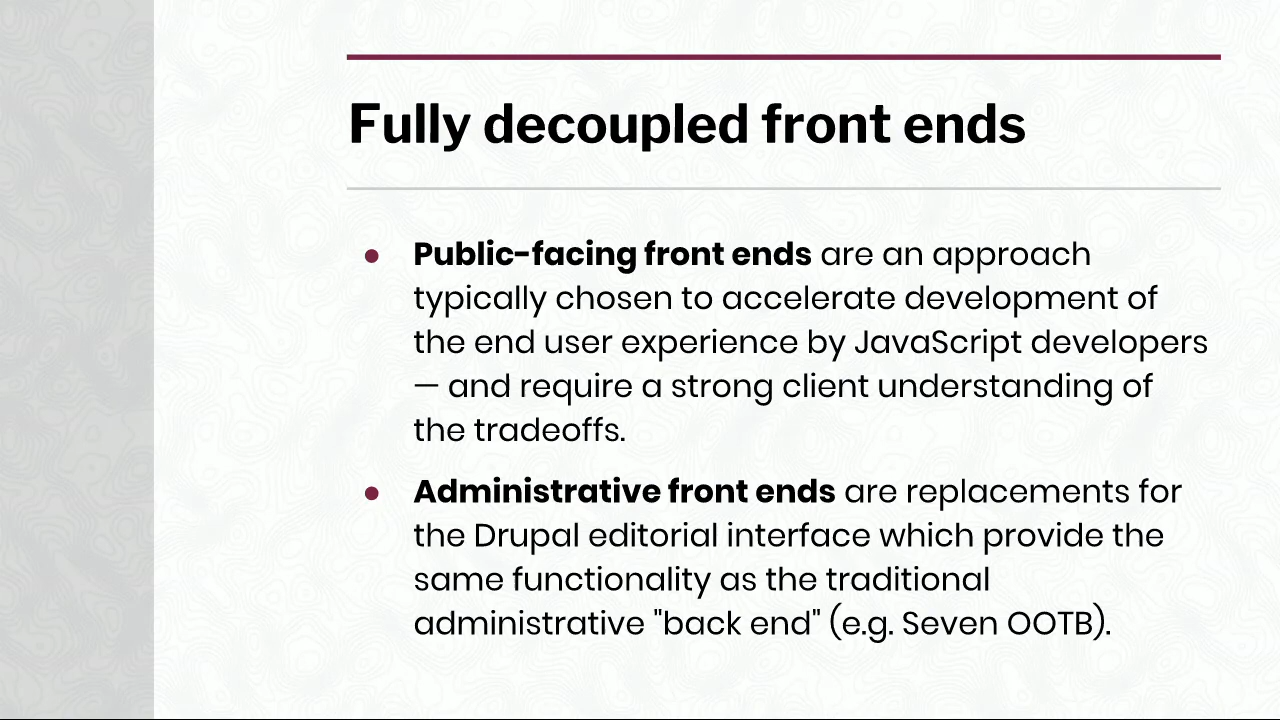 Fully decoupled front ends
● Public-facing front ends are an approach
typically chosen to accelerate development of
the end user experience by JavaScript developers
— and require a strong client understanding of
the tradeoffs.
● Administrative front ends are replacements for
the Drupal editorial interface which provide the
same functionality as the traditional
administrative "back end" (e.g. Seven OOTB).